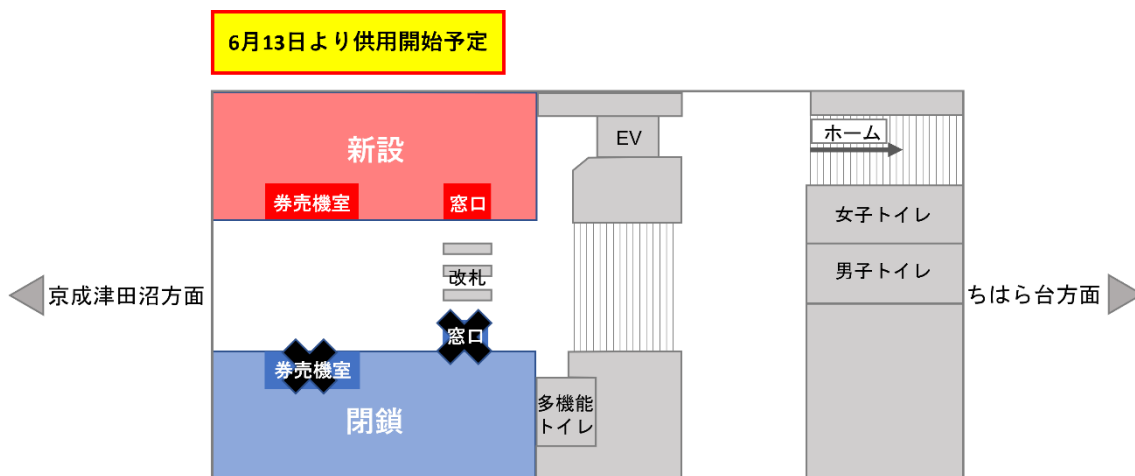 6月13日より供用開始予定
新設
EV
ホーム
券売機室
窓口
女子トイレ
改札
男子トイレ
京成津田沼方面
ちはら台方面
窓口
券売機室
閉鎖
多機能
トイレ